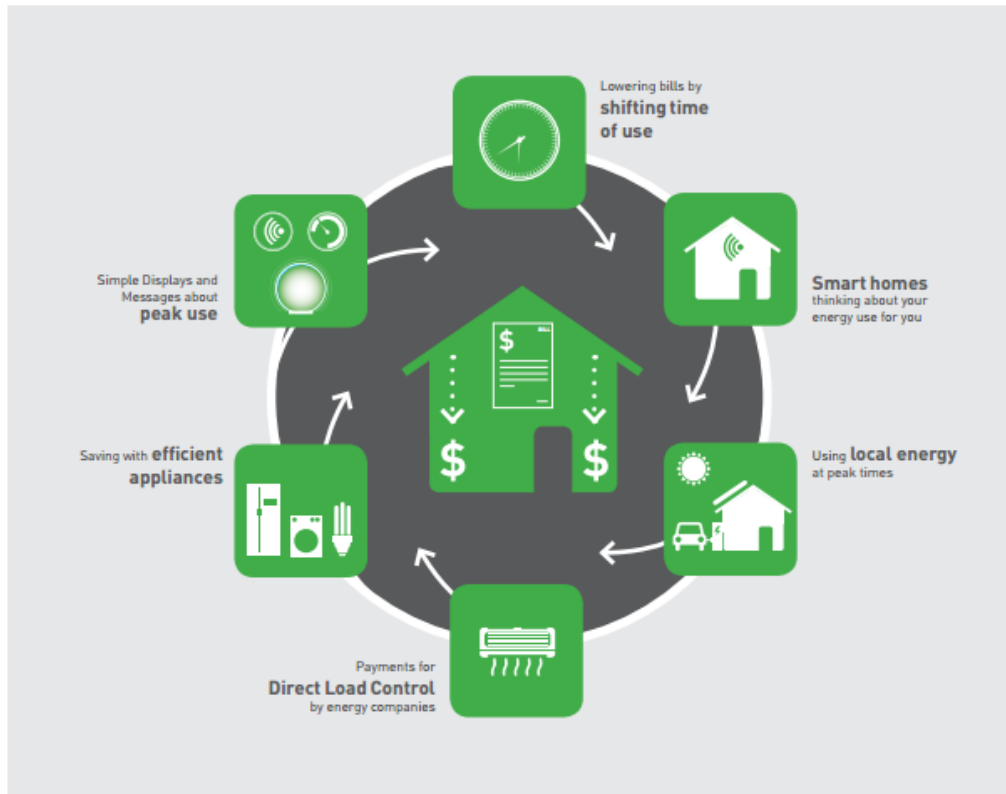 Lowering bills by
shifting time
of use
Smart homes
thinking about your
energy use for you
Using local energy
at peak times
Payments for
Direct Load Control
by energy companies
Saving with efficient
appliances
Simple Displays and
Messages about
peak use
BILL
$
$
$